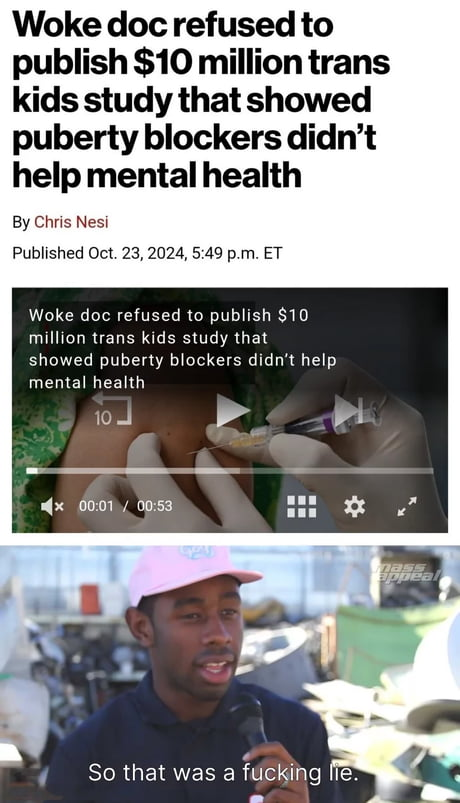 Woke doc refused to
publish $10 million trans
kids study that showed
puberty blockers didn't
help mental health
By Chris Nesi
Published Oct. 23, 2024, 5:49 p.m. ET
Woke doc refused to publish $10
million trans kids study that
showed puberty blockers didn't help
mental health
10
00:01 / 00:53
mass
appeal
So that was a fucking lie.